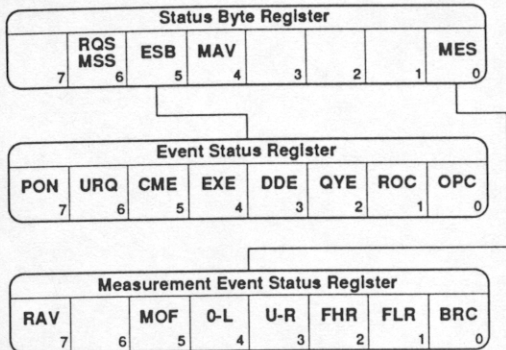 Status Byte Register
RQS ESB MAV MES
MSS
7 6 5 4 3 2 1 0
Event Status Register
PON URQ CME EXE DDE QYE ROC OPC
7 6 5 4 3 2 1 0
Measurement Event Status Register
RAV MOF 0-L U-R FHR FLR BRC
7 6 5 4 3 2 1 0